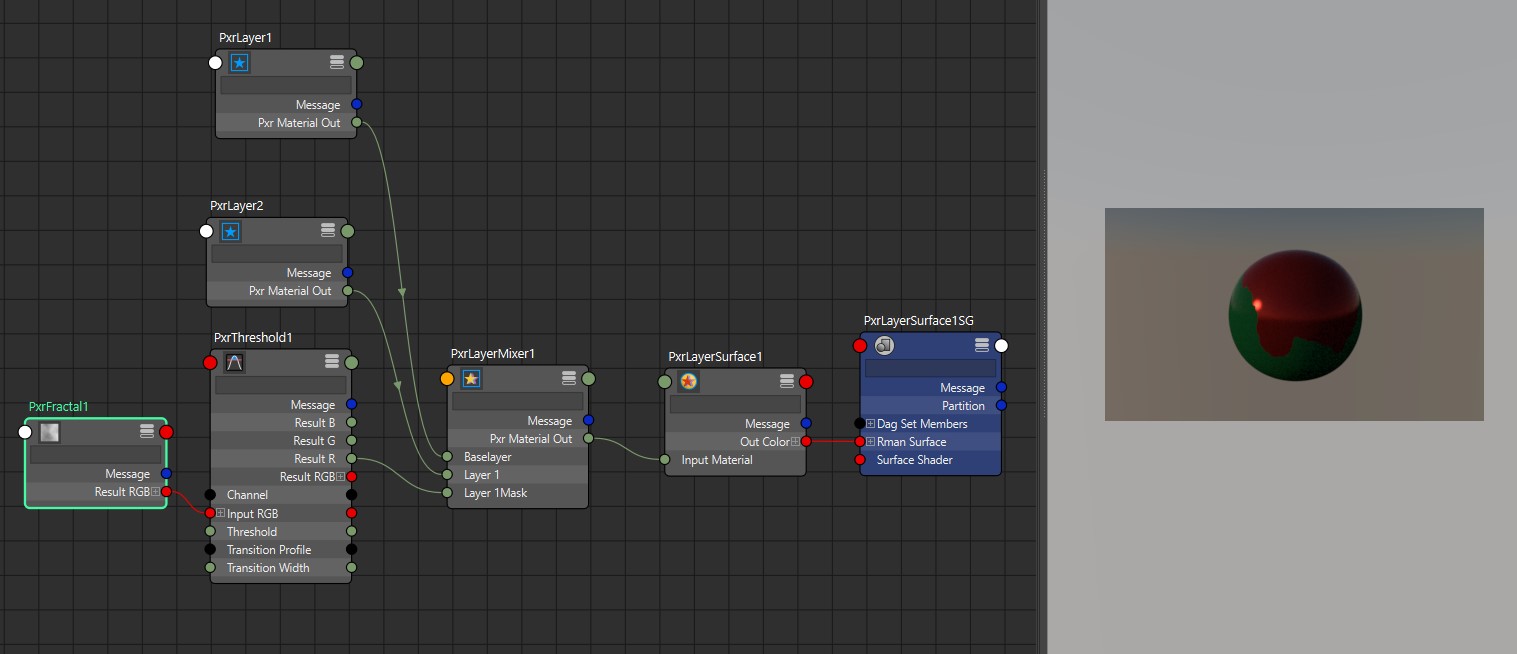 PxrLayer1
Message
Pxr Material Out
PxrLayer2
Message
Pxr Material Out
PxrThreshold1
Message
Result B
Result G
Result R
Result RGB
Channel
Input RGB
Threshold
Transition Profile
Transition Width
PxrFractal1
Message
Result RGB
PxrLayerMixer1
Message
Pxr Material Out
Baselayer
Layer 1
Layer 1Mask
PxrLayerSurface1
Message
Out Color
Input Material
PxrLayerSurface1SG
Message
Partition
Dag Set Members
Rman Surface
Surface Shader